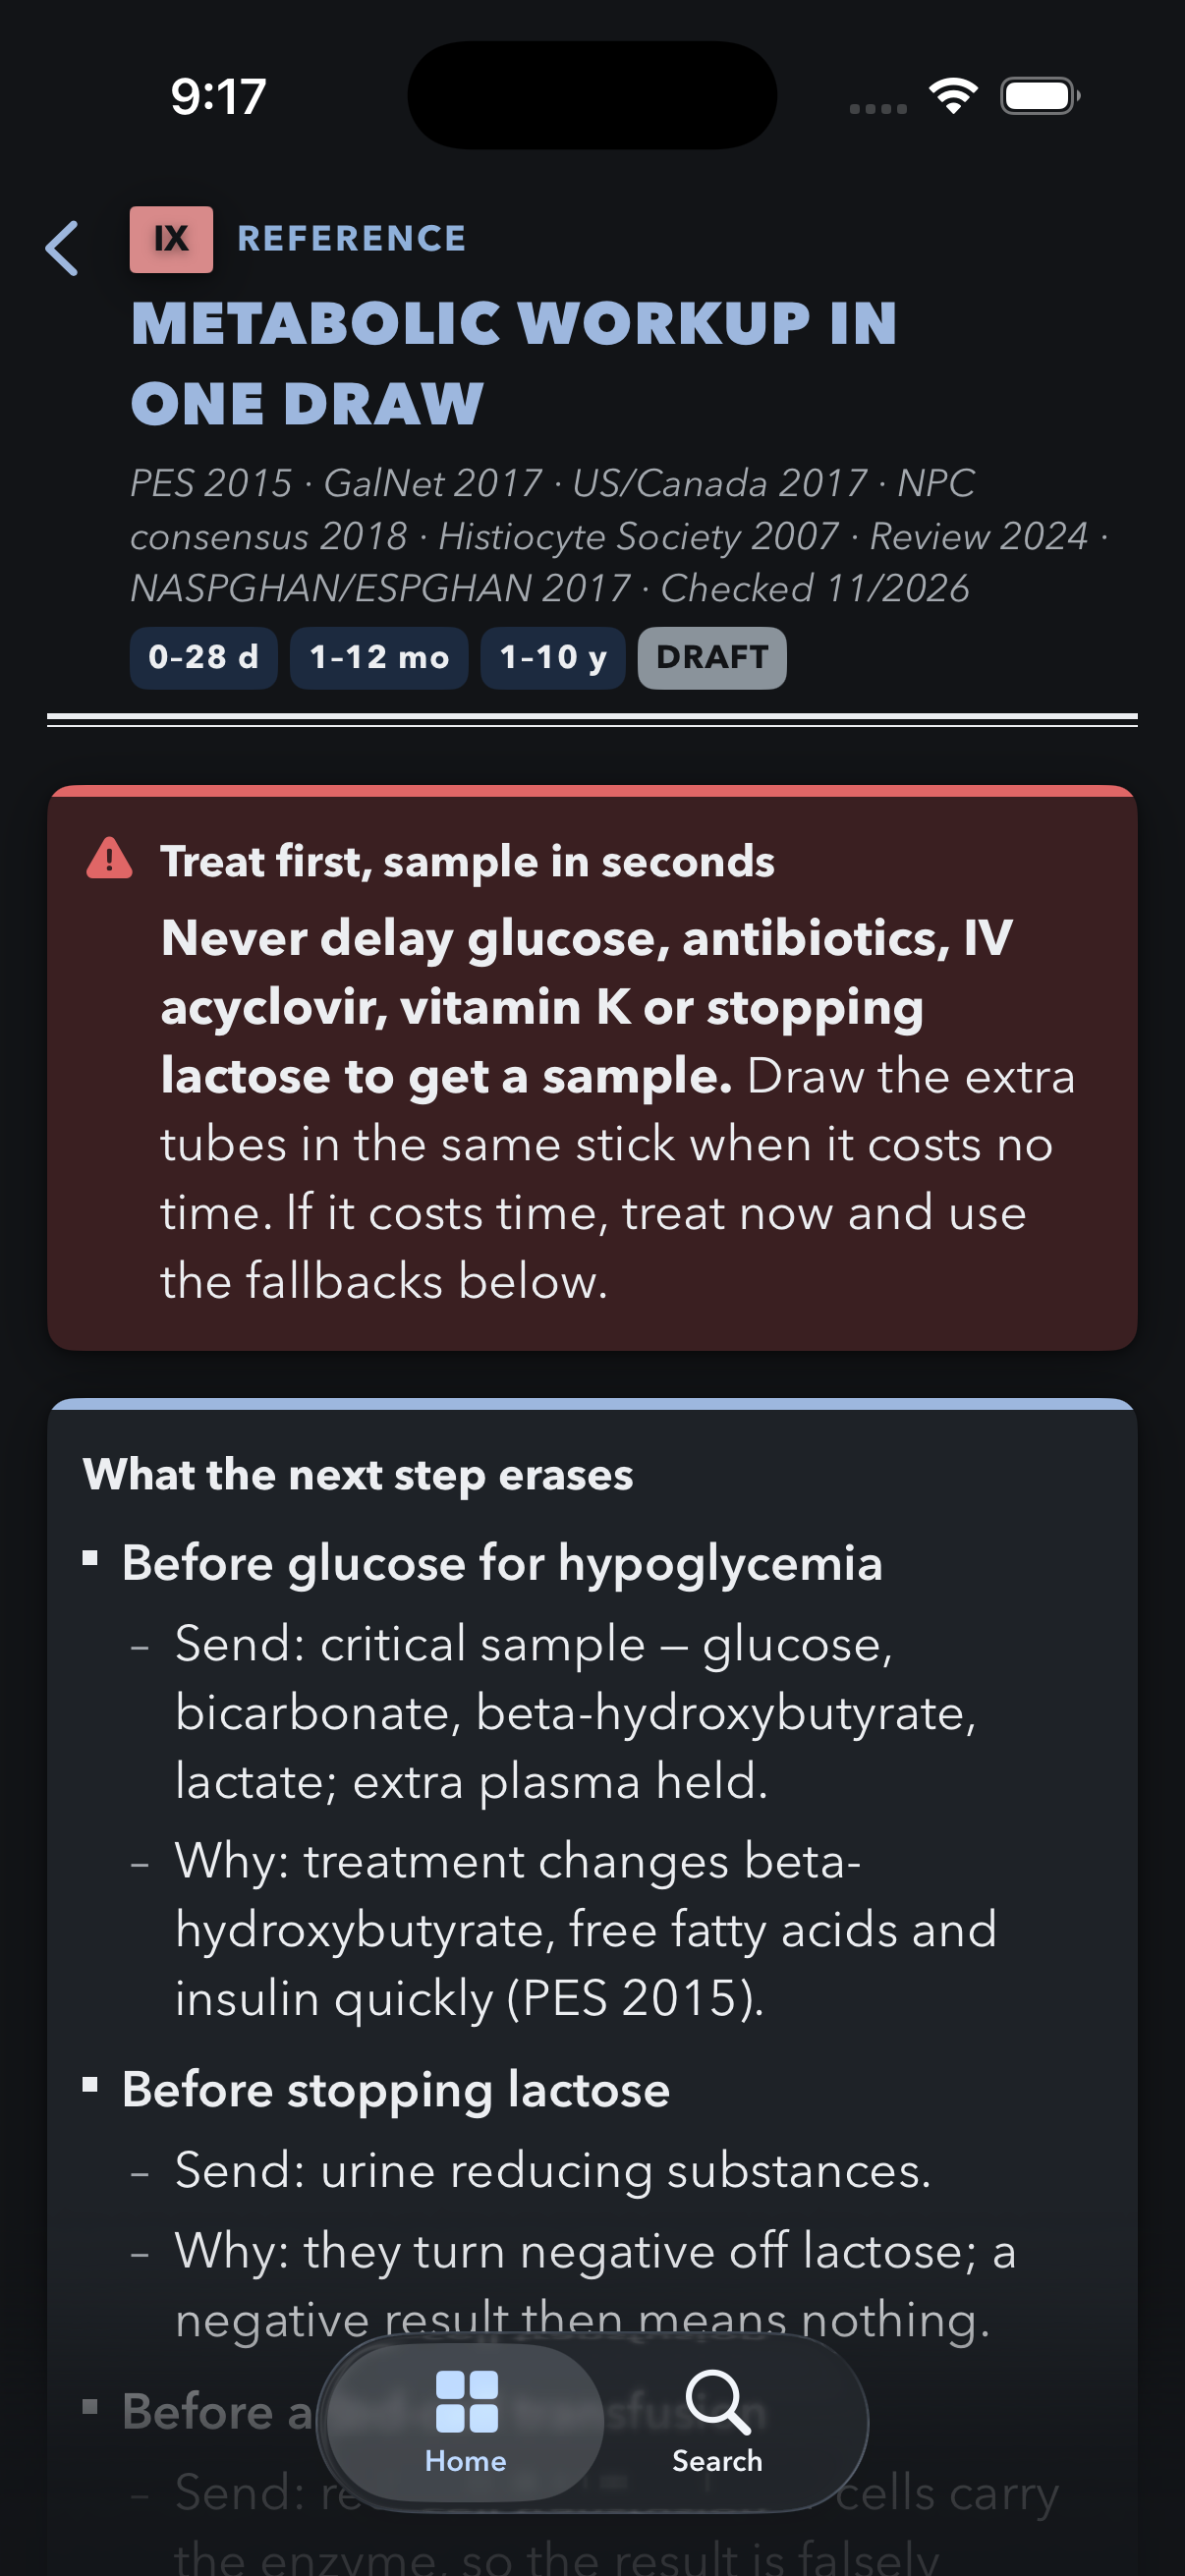 9:17
IX REFERENCE
METABOLIC WORKUP IN
ONE DRAW
PES 2015 · GalNet 2017 · US/Canada 2017 · NPC
consensus 2018 · Histiocyte Society 2007 · Review 2024 ·
NASPGHAN/ESPGHAN 2017 · Checked 11/2026
0–28 d 1–12 mo 1–10 y DRAFT
Treat first, sample in seconds
Never delay glucose, antibiotics, IV
acyclovir, vitamin K or stopping
lactose to get a sample. Draw the extra
tubes in the same stick when it costs no
time. If it costs time, treat now and use
the fallbacks below.
What the next step erases
▪ Before glucose for hypoglycemia
– Send: critical sample — glucose,
bicarbonate, beta-hydroxybutyrate,
lactate; extra plasma held.
– Why: treatment changes beta-
hydroxybutyrate, free fatty acids and
insulin quickly (PES 2015).
▪ Before stopping lactose
– Send: urine reducing substances.
– Why: they turn negative off lactose; a
negative result then means nothing.
▪ Before a
– Send: cells carry
the enzyme, so the result is falsely
Home Search